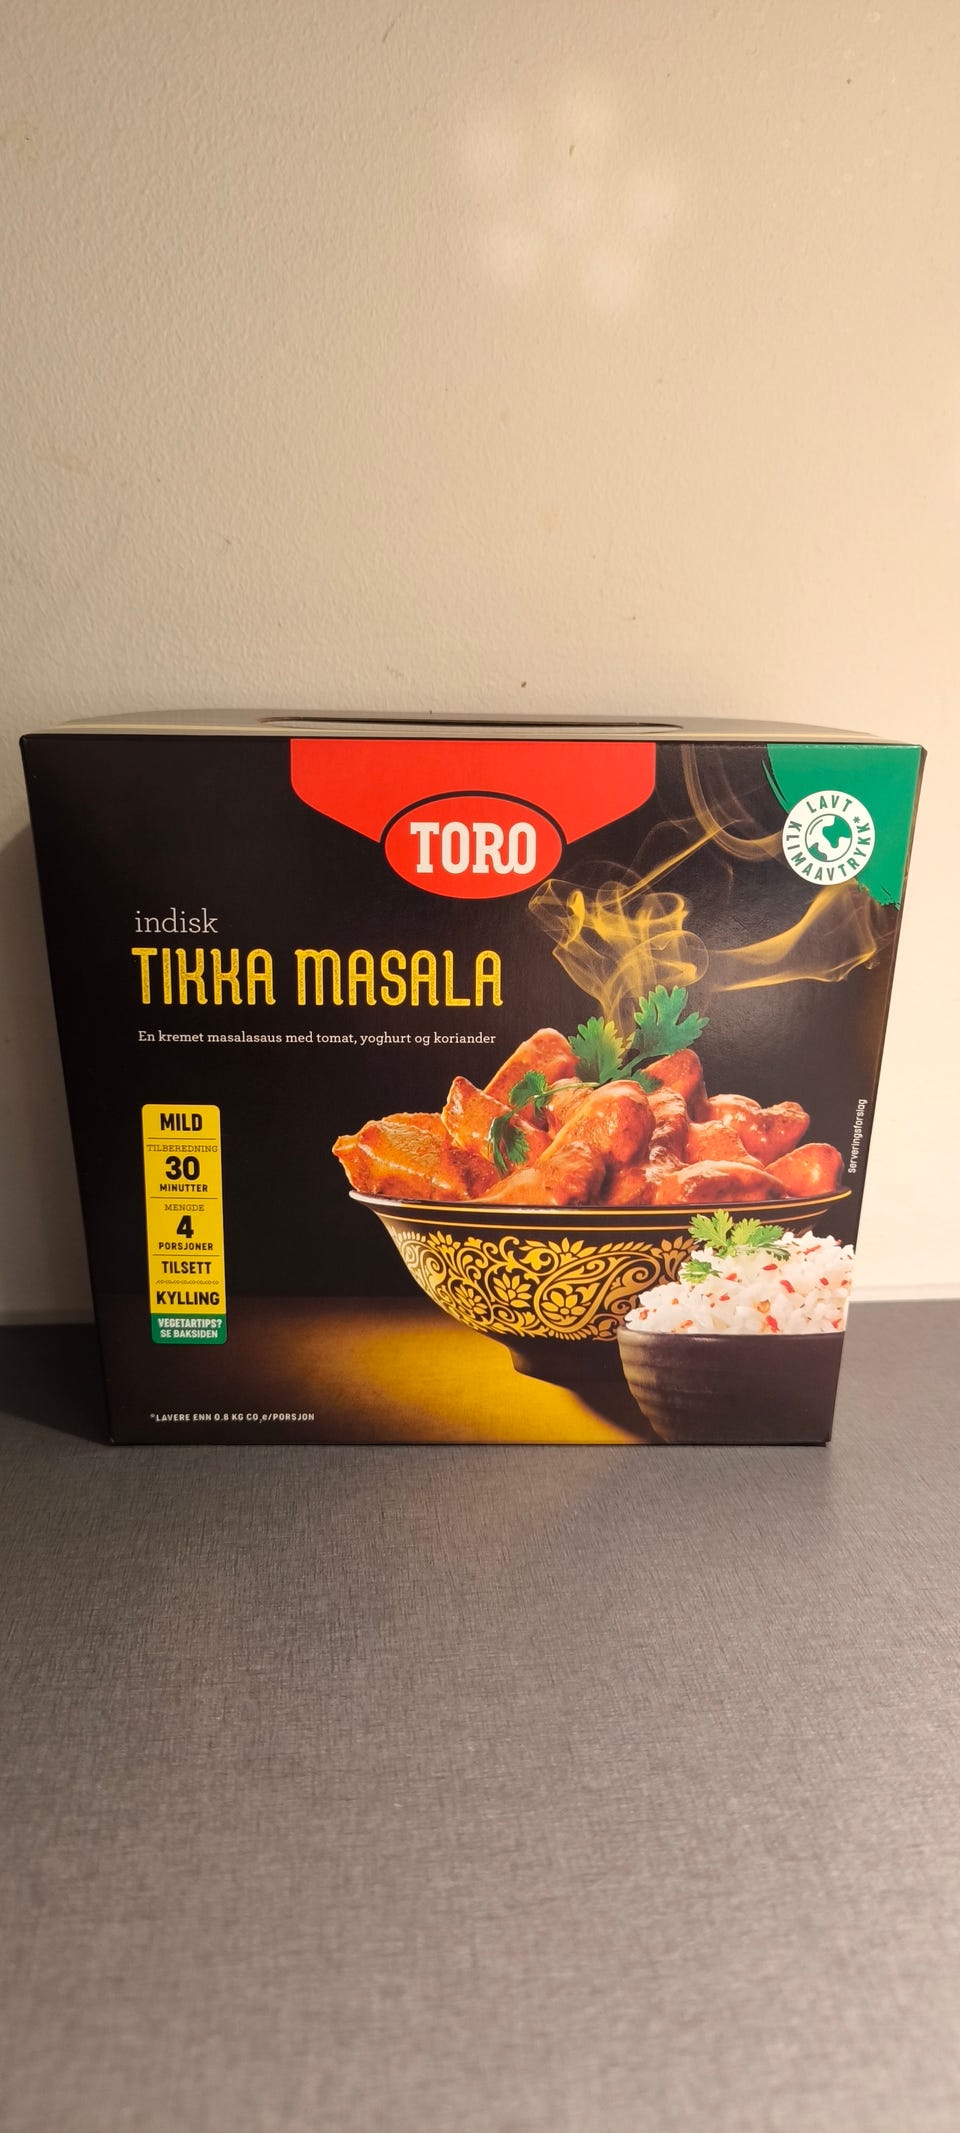 TORO
LAVT KLIMAAVTRYKK*
indisk
TIKKA MASALA
En kremet masalasaus med tomat, yoghurt og koriander
MILD
TILBEREDNING
30
MINUTTER
MENGDE
4
PORSJONER
TILSETT
KYLLING
VEGETARTIPS?
SE BAKSIDEN
Serveringsforslag
*LAVERE ENN 0.8 KG CO₂e/PORSJON